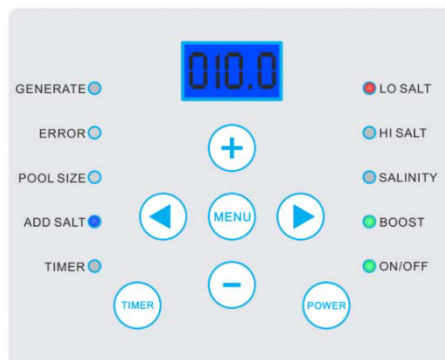 010.0
GENERATE
LO SALT
ERROR
HI SALT
+
POOL SIZE
SALINITY
MENU
ADD SALT
BOOST
TIMER
ON/OFF
-
TIMER
POWER